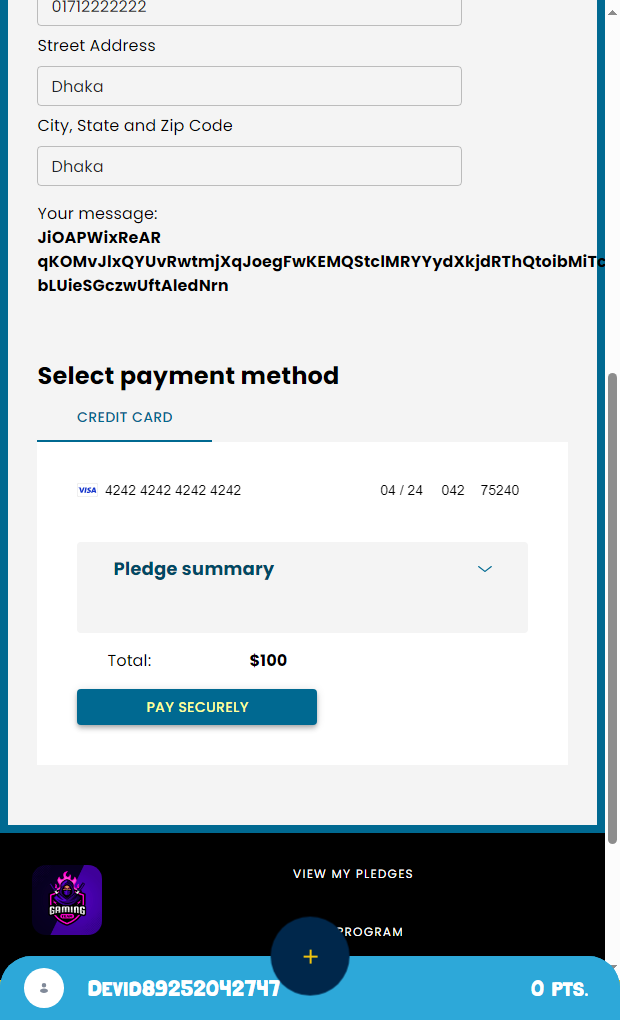 01712222222
Street Address
Dhaka
City, State and Zip Code
Dhaka
Your message:
JiOAPWixReAR
qKOMvJlxQYUvRwtmjXqJoegFwKEMQStclMRYYydXkjdRThQtoibMiTc
bLUieSGczwUftAledNrn
Select payment method
CREDIT CARD
VISA 4242 4242 4242 4242 04 / 24 042 75240
Pledge summary
Total: $100
PAY SECURELY
VIEW MY PLEDGES
GAMING
PROGRAM
Devid89252042747 0 PTS.